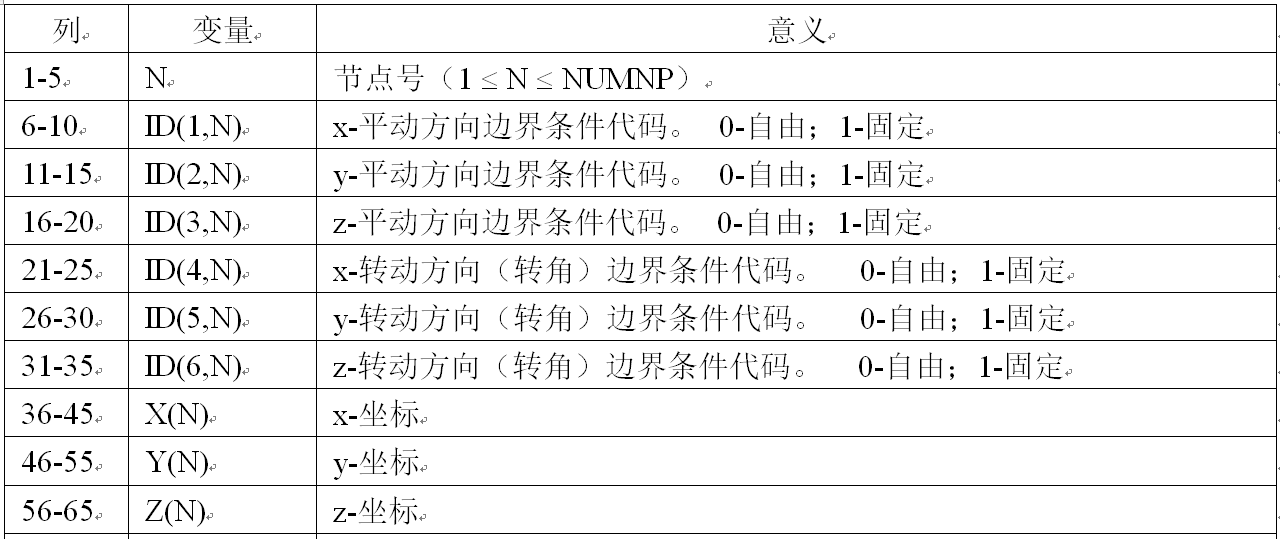 列 变量 意义
1-5 N 节点号（1 ≤ N ≤ NUMNP）
6-10 ID(1,N) x-平动方向边界条件代码。 0-自由；1-固定
11-15 ID(2,N) y-平动方向边界条件代码。 0-自由；1-固定
16-20 ID(3,N) z-平动方向边界条件代码。 0-自由；1-固定
21-25 ID(4,N) x-转动方向（转角）边界条件代码。 0-自由；1-固定
26-30 ID(5,N) y-转动方向（转角）边界条件代码。 0-自由；1-固定
31-35 ID(6,N) z-转动方向（转角）边界条件代码。 0-自由；1-固定
36-45 X(N) x-坐标
46-55 Y(N) y-坐标
56-65 Z(N) z-坐标